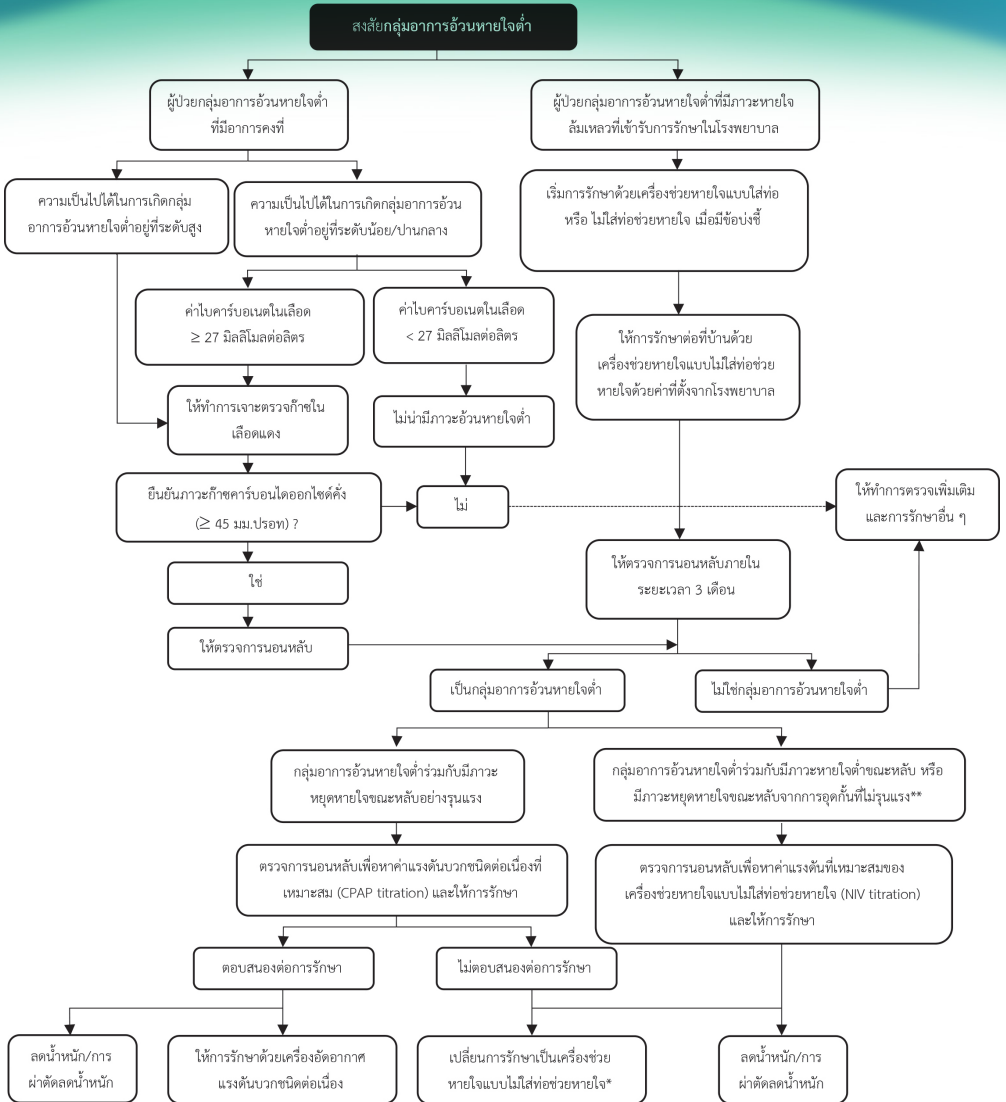 สงสัยกลุ่มอาการอ้วนหายใจต่ำ
ผู้ป่วยกลุ่มอาการอ้วนหายใจต่ำ
ที่มีอาการคงที่
ผู้ป่วยกลุ่มอาการอ้วนหายใจต่ำที่มีภาวะหายใจ
ล้มเหลวที่เข้ารับการรักษาในโรงพยาบาล
ความเป็นไปได้ในการเกิดกลุ่ม
อาการอ้วนหายใจต่ำอยู่ที่ระดับสูง
ความเป็นไปได้ในการเกิดกลุ่มอาการอ้วน
หายใจต่ำอยู่ที่ระดับน้อย/ปานกลาง
เริ่มการรักษาด้วยเครื่องช่วยหายใจแบบใส่ท่อ
หรือ ไม่ใส่ท่อช่วยหายใจ เมื่อมีข้อบ่งชี้
ค่าไบคาร์บอเนตในเลือด
≥ 27 มิลลิโมลต่อลิตร
ค่าไบคาร์บอเนตในเลือด
< 27 มิลลิโมลต่อลิตร
ให้การรักษาต่อที่บ้านด้วย
เครื่องช่วยหายใจแบบไม่ใส่ท่อช่วย
หายใจด้วยค่าที่ตั้งจากโรงพยาบาล
ให้ทำการเจาะตรวจก๊าซใน
เลือดแดง
ไม่น่ามีภาวะอ้วนหายใจต่ำ
ยืนยันภาวะก๊าซคาร์บอนไดออกไซด์คั่ง
(≥ 45 มม.ปรอท) ?
ไม่
ให้ทำการตรวจเพิ่มเติม
และการรักษาอื่น ๆ
ใช่
ให้ตรวจการนอนหลับภายใน
ระยะเวลา 3 เดือน
ให้ตรวจการนอนหลับ
เป็นกลุ่มอาการอ้วนหายใจต่ำ
ไม่ใช่กลุ่มอาการอ้วนหายใจต่ำ
กลุ่มอาการอ้วนหายใจต่ำร่วมกับมีภาวะ
หยุดหายใจขณะหลับอย่างรุนแรง
กลุ่มอาการอ้วนหายใจต่ำร่วมกับมีภาวะหายใจต่ำขณะหลับ หรือ
มีภาวะหยุดหายใจขณะหลับจากการอุดกั้นที่ไม่รุนแรง**
ตรวจการนอนหลับเพื่อหาค่าแรงดันบวกชนิดต่อเนื่องที่
เหมาะสม (CPAP titration) และให้การรักษา
ตรวจการนอนหลับเพื่อหาค่าแรงดันที่เหมาะสมของ
เครื่องช่วยหายใจแบบไม่ใส่ท่อช่วยหายใจ (NIV titration)
และให้การรักษา
ตอบสนองต่อการรักษา
ไม่ตอบสนองต่อการรักษา
ลดน้ำหนัก/การ
ผ่าตัดลดน้ำหนัก
ให้การรักษาด้วยเครื่องอัดอากาศ
แรงดันบวกชนิดต่อเนื่อง
เปลี่ยนการรักษาเป็นเครื่องช่วย
หายใจแบบไม่ใส่ท่อช่วยหายใจ*
ลดน้ำหนัก/การ
ผ่าตัดลดน้ำหนัก